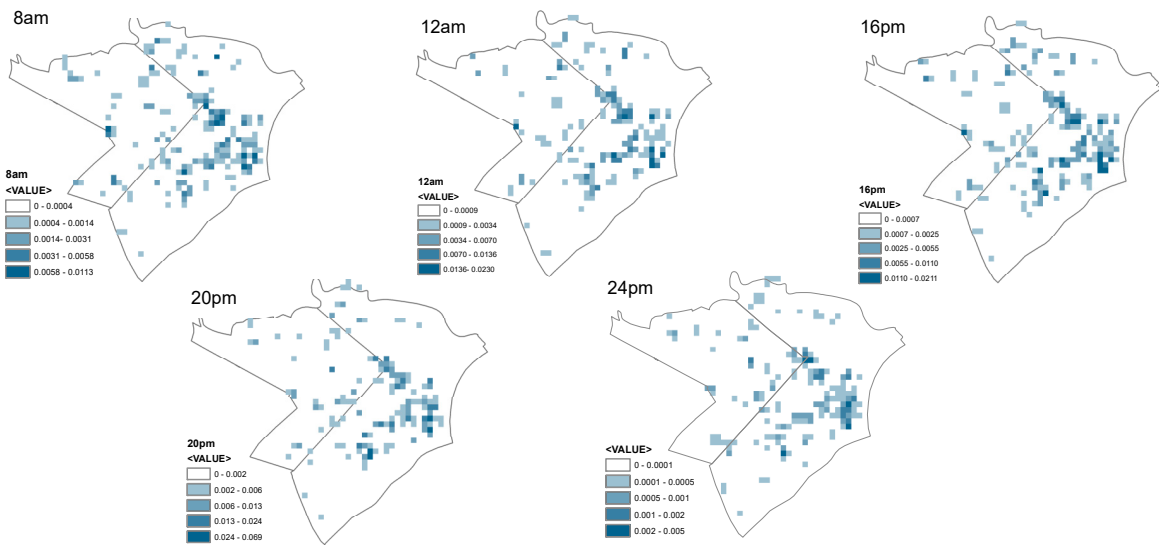 8am
8am
<VALUE>
0 - 0.0004
0.0004 - 0.0014
0.0014- 0.0031
0.0031 - 0.0058
0.0058 - 0.0113
12am
12am
<VALUE>
0 - 0.0009
0.0009 - 0.0034
0.0034 - 0.0070
0.0070 - 0.0136
0.0136- 0.0230
16pm
16pm
<VALUE>
0 - 0.0007
0.0007 - 0.0025
0.0025 - 0.0055
0.0055 - 0.0110
0.0110 - 0.0211
20pm
20pm
<VALUE>
0 - 0.002
0.002 - 0.006
0.006 - 0.013
0.013 - 0.024
0.024 - 0.069
24pm
<VALUE>
0 - 0.0001
0.0001 - 0.0005
0.0005 - 0.001
0.001 - 0.002
0.002 - 0.005